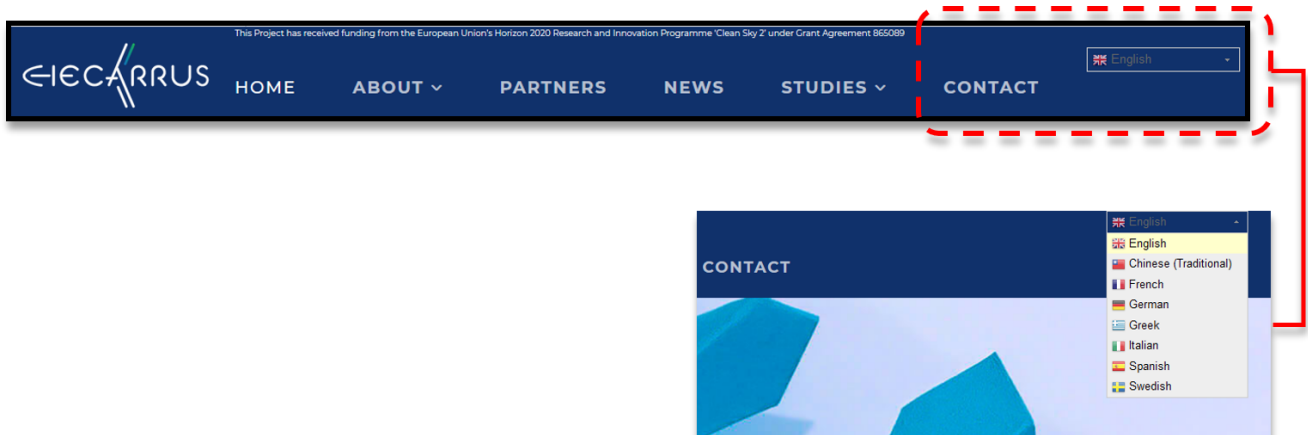 This Project has received funding from the European Union's Horizon 2020 Research and Innovation Programme 'Clean Sky 2' under Grant Agreement 865089
ELECARRUS
English
HOME ABOUT PARTNERS NEWS STUDIES CONTACT
English
English
CONTACT
Chinese (Traditional)
French
German
Greek
Italian
Spanish
Swedish